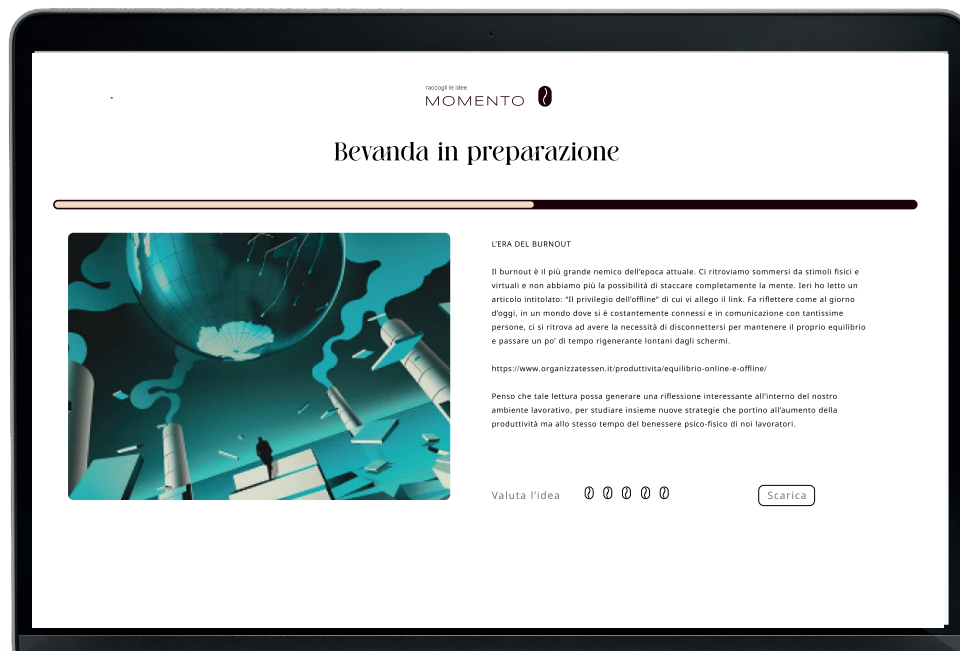 raccogli le idee
MOMENTO
Bevanda in preparazione
L'ERA DEL BURNOUT
Il burnout è il più grande nemico dell'epoca attuale. Ci ritroviamo sommersi da stimoli fisici e
virtuali e non abbiamo più la possibilità di staccare completamente la mente. Ieri ho letto un
articolo intitolato: “Il privilegio dell'offline” di cui vi allego il link. Fa riflettere come al giorno
d'oggi, in un mondo dove si è costantemente connessi e in comunicazione con tantissime
persone, ci si ritrova ad avere la necessità di disconnettersi per mantenere il proprio equilibrio
e passare un po' di tempo rigenerante lontani dagli schermi.
https://www.organizzatessen.it/produttivita/equilibrio-online-e-offline/
Penso che tale lettura possa generare una riflessione interessante all'interno del nostro
ambiente lavorativo, per studiare insieme nuove strategie che portino all'aumento della
produttività ma allo stesso tempo del benessere psico-fisico di noi lavoratori.
Valuta l'idea
Scarica